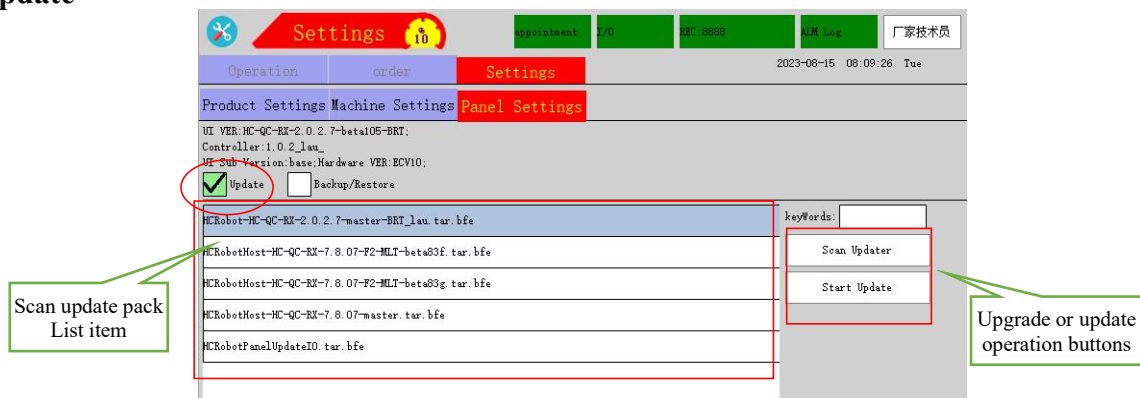 pdate
Settings 10 appointment I/O REC 8888 ALM Log 厂家技术员
Operation order Settings 2023-08-15 08:09:26 Tue
Product Settings Machine Settings Panel Settings
UI VER:HC-QC-RX-2.0.2.7-beta105-BRT;
Controller:1.0.2_lau_
UI Sub Version:base;Hardware VER:ECV10;
Update Backup/Restore
HCRobot-HC-QC-RX-2.0.2.7-master-BRT_lau.tar.bfe
HCRobotHost-HC-QC-RX-7.8.07-F2-MLT-beta83f.tar.bfe
HCRobotHost-HC-QC-RX-7.8.07-F2-MLT-beta83g.tar.bfe
HCRobotHost-HC-QC-RX-7.8.07-master.tar.bfe
HCRobotPanelUpdateIO.tar.bfe
keyWords:
Scan Updater
Start Update
Scan update pack
List item
Upgrade or update
operation buttons